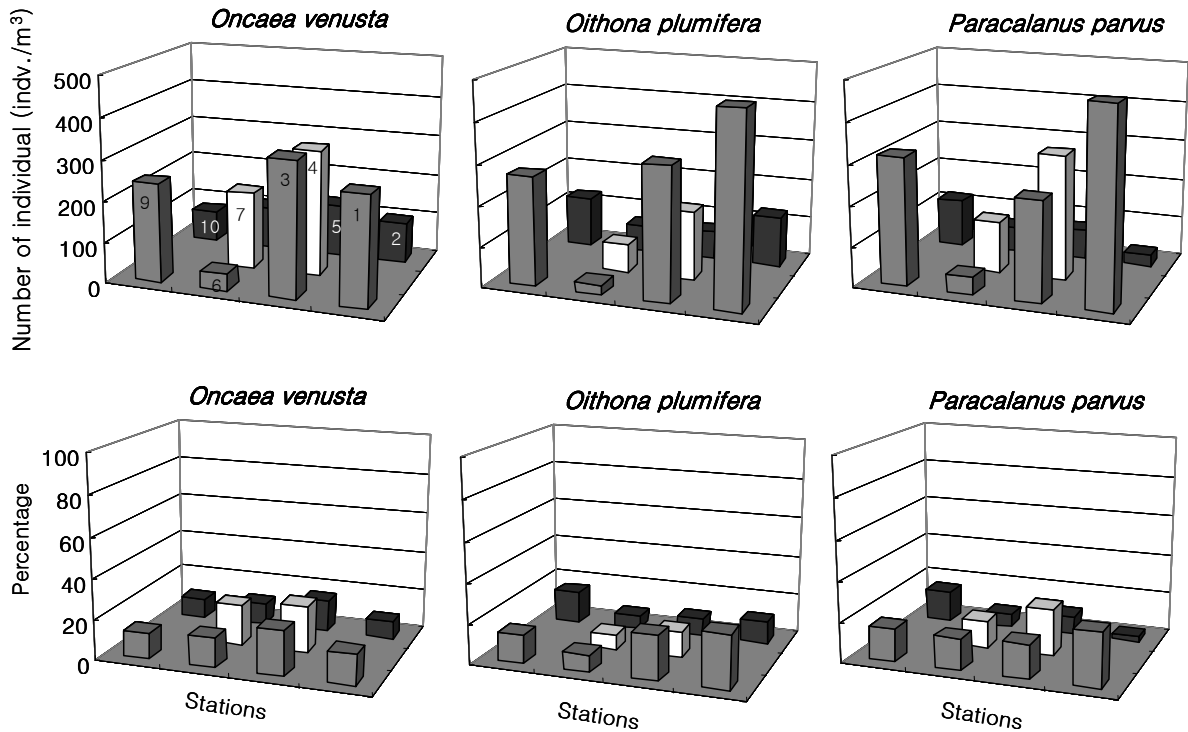 Oncaea venusta
Oithona plumifera
Paracalanus parvus
Number of individual (indv./m³)
500
400
300
200
100
0
9
10
6
7
3
4
5
1
2
Oncaea venusta
Oithona plumifera
Paracalanus parvus
Percentage
100
80
60
40
20
0
Stations
Stations
Stations